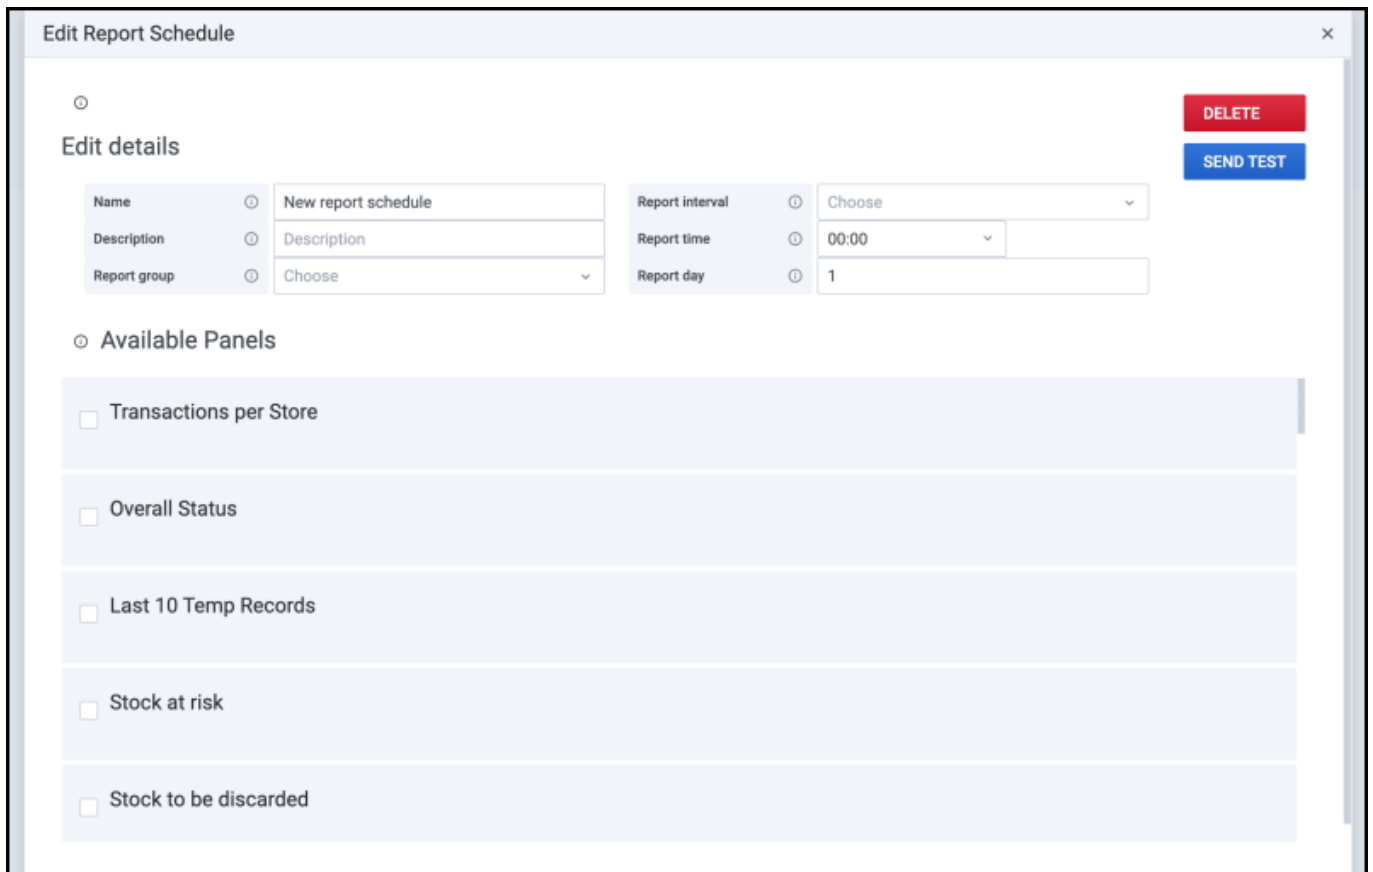 Edit Report Schedule
DELETE
Edit details
SEND TEST
Name New report schedule Report interval Choose
Description Description Report time 00:00
Report group Choose Report day 1
Available Panels
Transactions per Store
Overall Status
Last 10 Temp Records
Stock at risk
Stock to be discarded